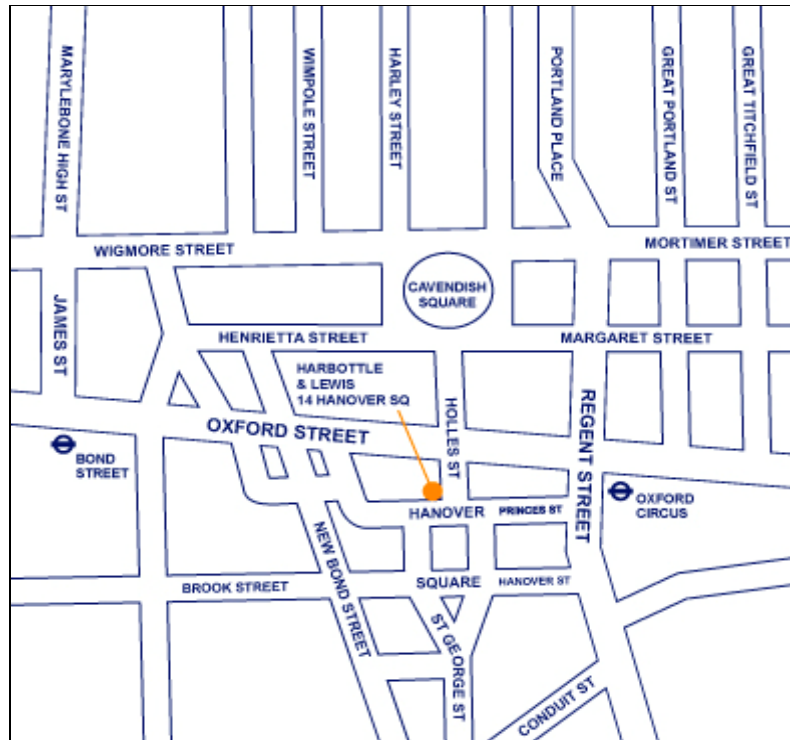 MARYLEBONE HIGH ST
WIMPOLE STREET
HARLEY STREET
PORTLAND PLACE
GREAT PORTLAND ST
GREAT TITCHFIELD ST
WIGMORE STREET
MORTIMER STREET
CAVENDISH
SQUARE
JAMES ST
HENRIETTA STREET
MARGARET STREET
HARBOTTLE
& LEWIS
14 HANOVER SQ
HOLLES ST
REGENT STREET
OXFORD STREET
BOND
STREET
OXFORD
CIRCUS
HANOVER
PRINCES ST
NEW BOND STREET
BROOK STREET
SQUARE
HANOVER ST
ST GEORGE ST
CONDUIT ST